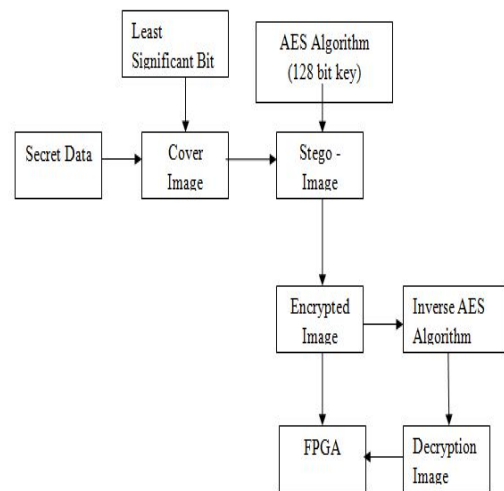 Least
Significant Bit
AES Algorithm
(128 bit key)
Secret Data
Cover
Image
Stego -
Image
Encrypted
Image
Inverse AES
Algorithm
FPGA
Decryption
Image